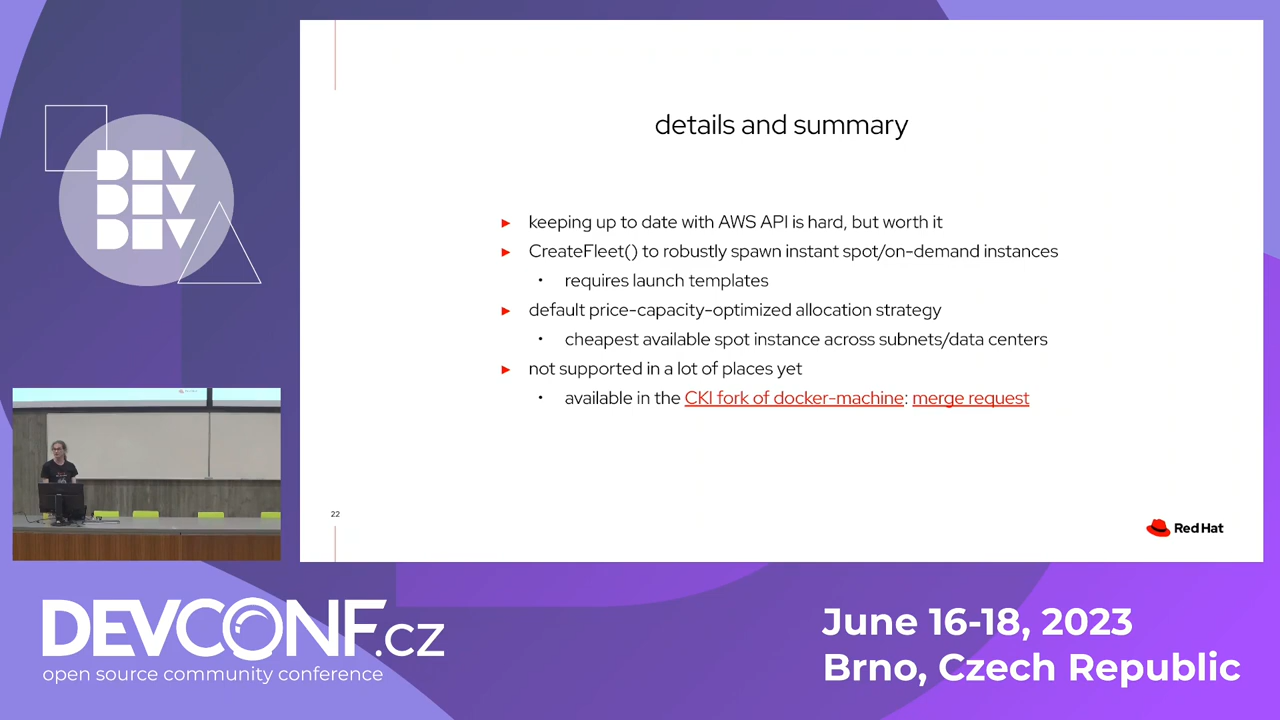 details and summary
► keeping up to date with AWS API is hard, but worth it
► CreateFleet() to robustly spawn instant spot/on-demand instances
• requires launch templates
► default price-capacity-optimized allocation strategy
• cheapest available spot instance across subnets/data centers
► not supported in a lot of places yet
• available in the CKI fork of docker-machine: merge request
22
Red Hat
DEV
DEV
DEV
DEVCONF.cz
open source community conference
June 16-18, 2023
Brno, Czech Republic